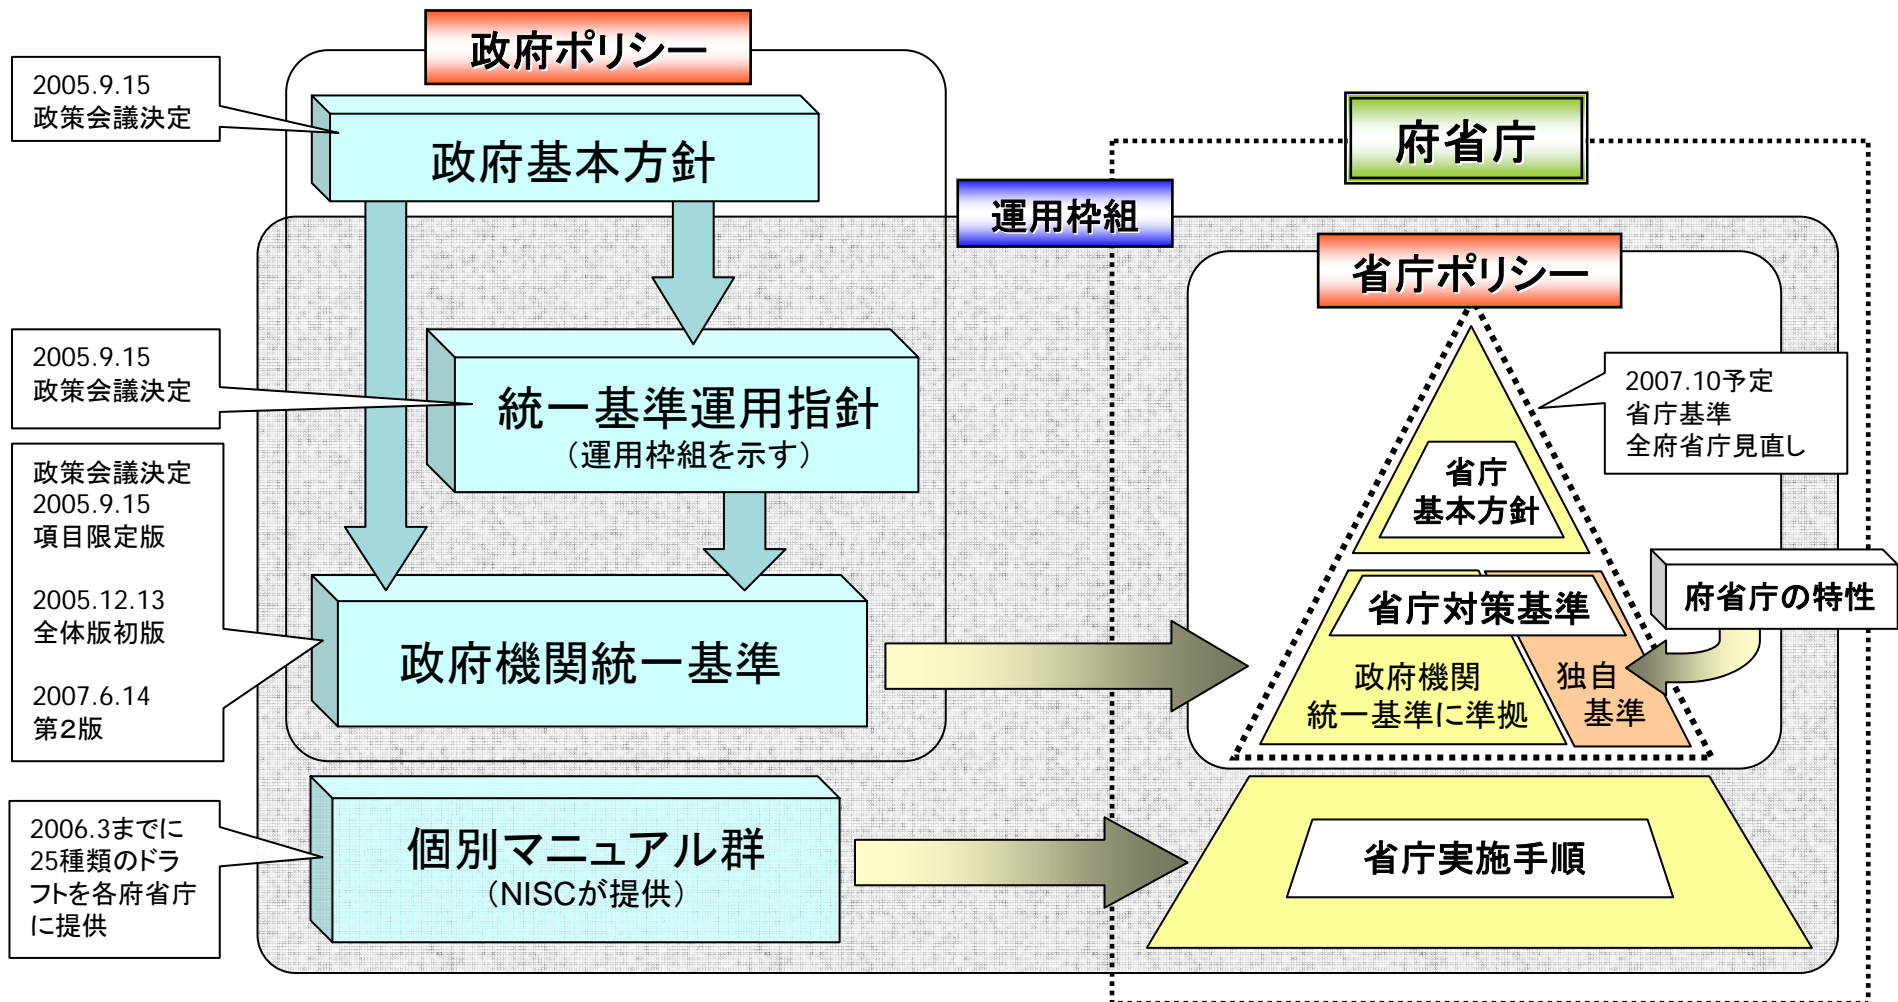 政府ポリシー
2005.9.15
政策会議決定
政府基本方針
府省庁
運用枠組
省庁ポリシー
2005.9.15
政策会議決定
統一基準運用指針
（運用枠組を示す）
2007.10予定
省庁基準
全府省庁見直し
省庁
基本方針
政策会議決定
2005.9.15
項目限定版
2005.12.13
全体版初版
2007.6.14
第２版
政府機関統一基準
省庁対策基準
府省庁の特性
政府機関
統一基準に準拠
独自
基準
2006.3までに
25種類のドラ
フトを各府省庁
に提供
個別マニュアル群
（NISCが提供）
省庁実施手順